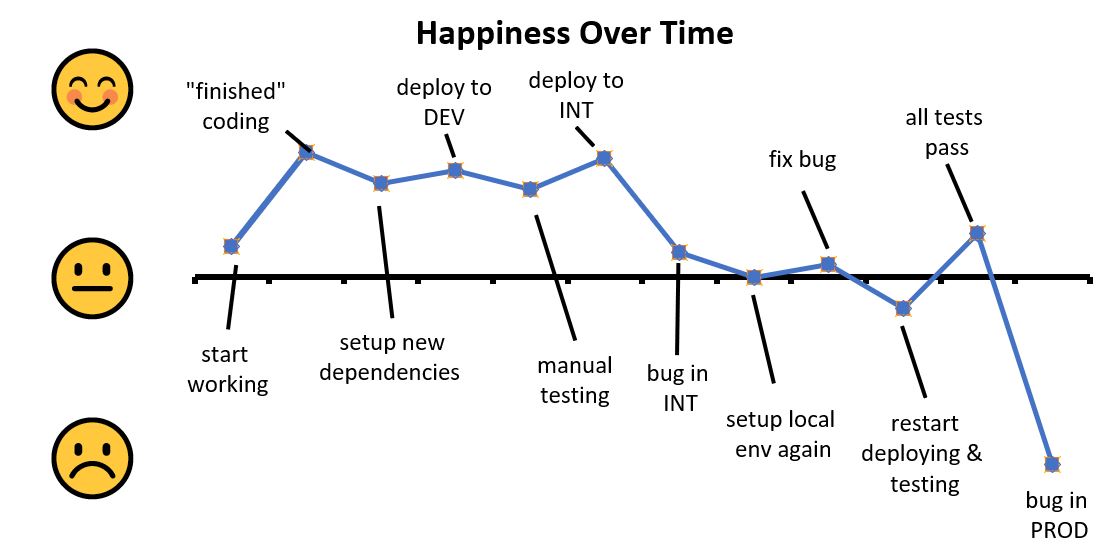 Happiness Over Time
"finished"
coding
deploy to
DEV
deploy to
INT
fix bug
all tests
pass
start
working
setup new
dependencies
manual
testing
bug in
INT
setup local
env again
restart
deploying &
testing
bug in
PROD